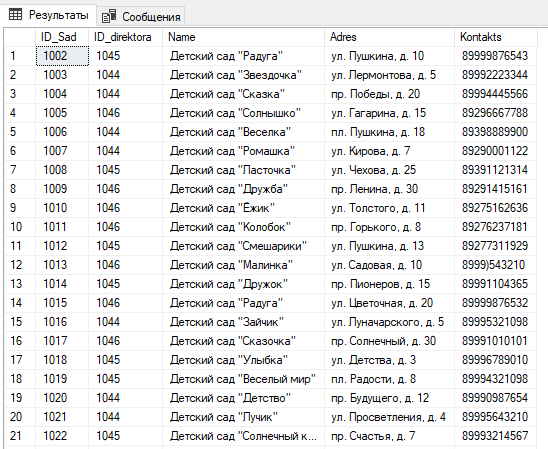 Результаты Сообщения
ID_Sad ID_direktora Name Adres Kontakts
1 1002 1045 Детский сад "Радуга" ул. Пушкина, д. 10 89999876543
2 1003 1044 Детский сад "Звездочка" ул. Лермонтова, д. 5 89992223344
3 1004 1044 Детский сад "Сказка" пр. Победы, д. 20 89994445566
4 1005 1046 Детский сад "Солнышко" ул. Гагарина, д. 15 89296667788
5 1006 1044 Детский сад "Веселка" пл. Пушкина, д. 18 89398889900
6 1007 1044 Детский сад "Ромашка" ул. Кирова, д. 7 89290001122
7 1008 1045 Детский сад "Ласточка" ул. Чехова, д. 25 89391121314
8 1009 1046 Детский сад "Дружба" пр. Ленина, д. 30 89291415161
9 1010 1046 Детский сад "Ёжик" ул. Толстого, д. 11 89275162636
10 1011 1046 Детский сад "Колобок" пр. Горького, д. 8 89276237181
11 1012 1045 Детский сад "Смешарики" ул. Пушкина, д. 13 89277311929
12 1013 1046 Детский сад "Малинка" ул. Садовая, д. 10 8999)543210
13 1014 1045 Детский сад "Дружок" пр. Пионеров, д. 15 89991104365
14 1015 1046 Детский сад "Радуга" ул. Цветочная, д. 20 89999876532
15 1016 1044 Детский сад "Зайчик" ул. Луначарского, д. 5 89995321098
16 1017 1046 Детский сад "Сказочка" пр. Солнечный, д. 30 89991010101
17 1018 1045 Детский сад "Улыбка" ул. Детства, д. 3 89996789010
18 1019 1045 Детский сад "Веселый мир" пл. Радости, д. 8 89994321098
19 1020 1044 Детский сад "Детство" пр. Будущего, д. 12 89990987654
20 1021 1044 Детский сад "Лучик" ул. Просветления, д. 4 89995643210
21 1022 1045 Детский сад "Солнечный к... пр. Счастья, д. 7 89993214567